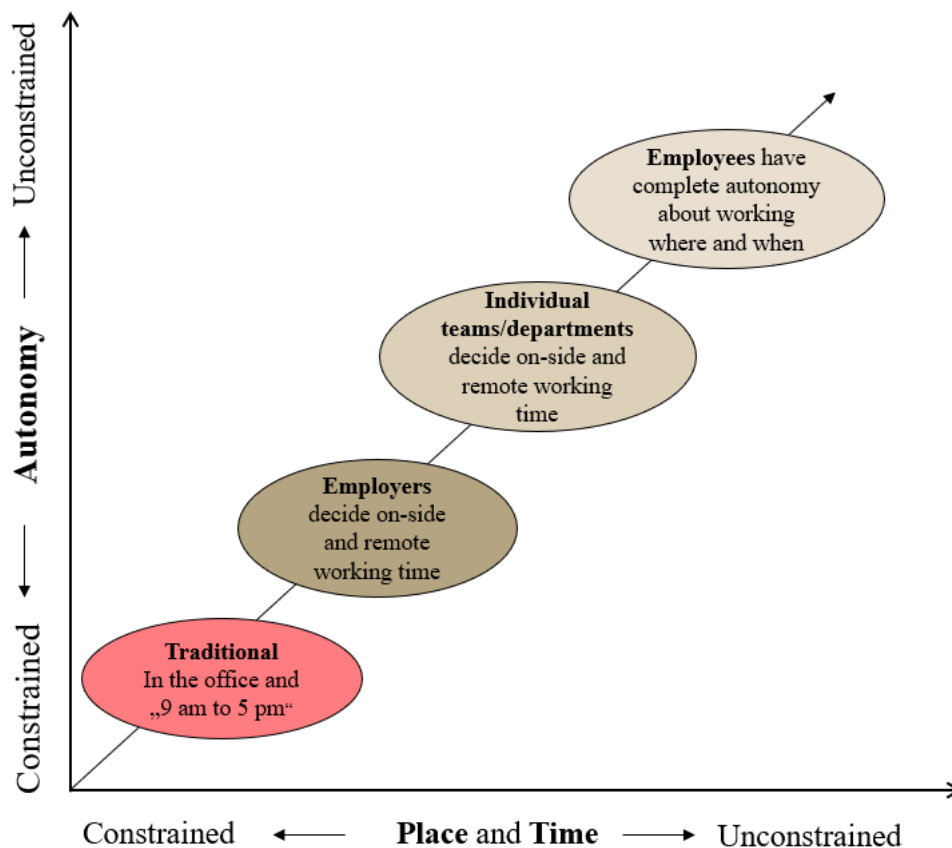 Unconstrained
Autonomy
Constrained
Employees have
complete autonomy
about working
where and when
Individual
teams/departments
decide on-side and
remote working
time
Employers
decide on-side
and remote
working time
Traditional
In the office and
„9 am to 5 pm“
Constrained
Place and Time
Unconstrained